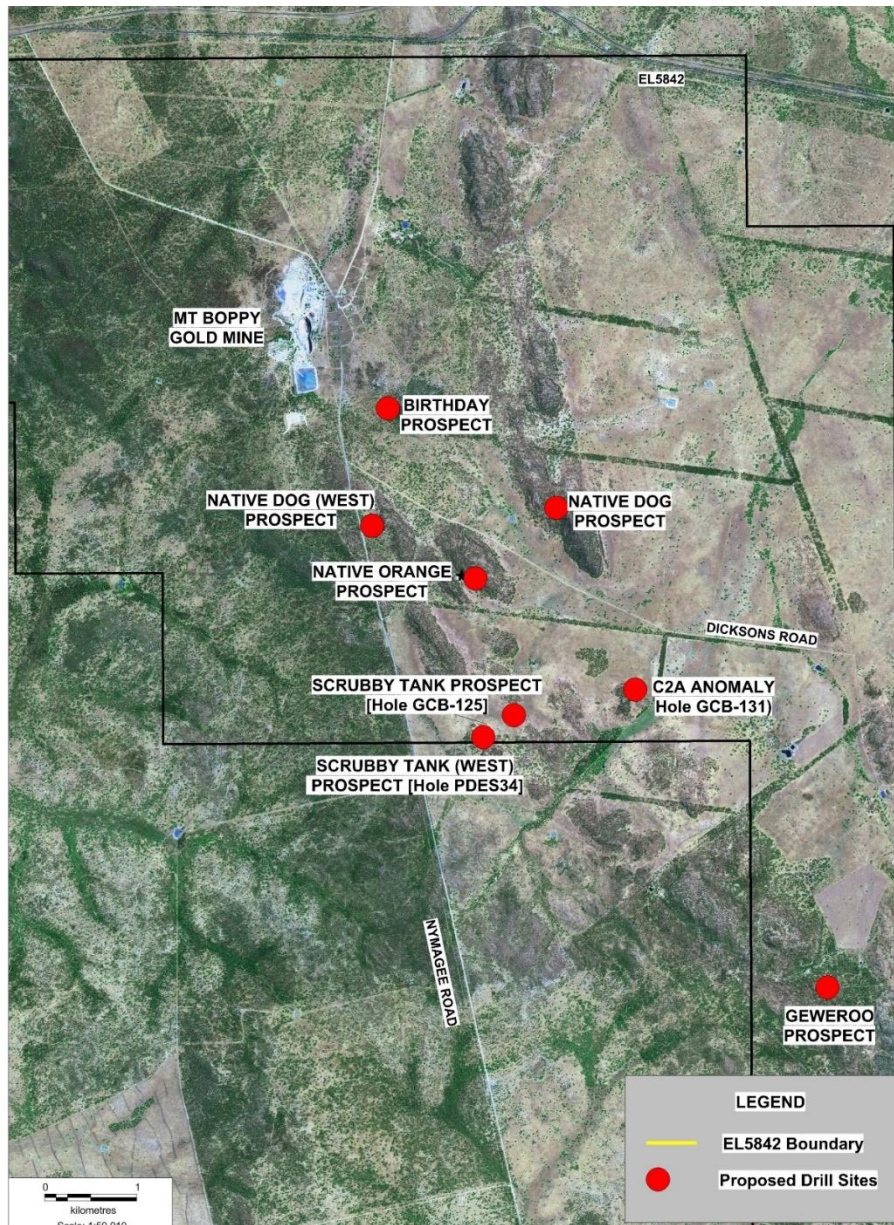 EL5842
MT BOPPY
GOLD MINE
BIRTHDAY
PROSPECT
NATIVE DOG (WEST)
PROSPECT
NATIVE DOG
PROSPECT
NATIVE ORANGE
PROSPECT
DICKSONS ROAD
SCRUBBY TANK PROSPECT
[Hole GCB-125]
C2A ANOMALY
Hole GCB-131)
SCRUBBY TANK (WEST)
PROSPECT [Hole PDES34]
NYMAGEE ROAD
GEWEROO
PROSPECT
LEGEND
EL5842 Boundary
Proposed Drill Sites
0 1
kilometres